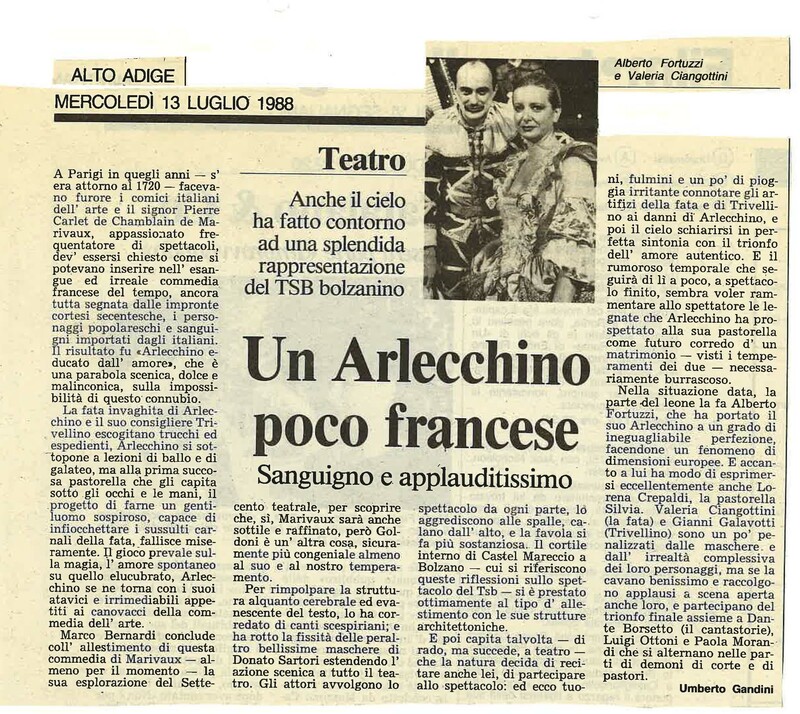 ALTO ADIGE
MERCOLEDÌ 13 LUGLIO 1988
Alberto Fortuzzi
e Valeria Ciangottini
Teatro
Anche il cielo
ha fatto contorno
ad una splendida
rappresentazione
del TSB bolzanino
Un Arlecchino
poco francese
Sanguigno e applauditissimo
A Parigi in quegli anni — s'
era attorno al 1720 — faceva-
no furore i comici italiani
dell' arte e il signor Pierre
Carlet de Chamblain de Ma-
rivaux, appassionato fre-
quentatore di spettacoli,
dev' essersi chiesto come si
potevano inserire nell' esan-
gue ed irreale commedia
francese del tempo, ancora
tutta segnata dalle impronte
cortesi secentesche, i perso-
naggi popolareschi e sangui-
gni importati dagli italiani.
Il risultato fu «Arlecchino e-
ducato dall' amore», che è
una parabola scenica, dolce e
malinconica, sulla impossi-
bilità di questo connubio.
La fata invaghita di Arlec-
chino e il suo consigliere Tri-
vellino escogitano trucchi ed
espedienti, Arlecchino si sot-
topone a lezioni di ballo e di
galateo, ma alla prima succo-
sa pastorella che gli capita
sotto gli occhi e le mani, il
progetto di farne un genti-
luomo sospiroso, capace di
infiocchettare i sussulti car-
nali della fata, fallisce mise-
ramente. Il gioco prevale sul-
la magia, l' amore spontaneo
su quello elucubrato, Arlec-
chino se ne torna con i suoi
atavici e irrimediabili appe-
titi ai canovacci della com-
media dell' arte.
Marco Bernardi conclude
coll' allestimento di questa
commedia di Marivaux — al-
meno per il momento — la
sua esplorazione del Sette-
cento teatrale, per scoprire
che, sì, Marivaux sarà anche
sottile e raffinato, però Gol-
doni è un' altra cosa, sicura-
mente più congeniale almeno
al suo e al nostro tempera-
mento.
Per rimpolpare la struttu-
ra alquanto cerebrale ed eva-
nescente del testo, lo ha cor-
redato di canti scespiriani; e
ha rotto la fissità delle peral-
tro bellissime maschere di
Donato Sartori estendendo l'
azione scenica a tutto il tea-
tro. Gli attori avvolgono lo
spettacolo da ogni parte, lo
aggrediscono alle spalle, ca-
lano dall' alto, e la favola si
fa più sostanziosa. Il cortile
interno di Castel Mareccio a
Bolzano — cui si riferiscono
queste riflessioni sullo spet-
tacolo del Tsb — si è prestato
ottimamente al tipo d' alle-
stimento con le sue strutture
architettoniche.
E poi capita talvolta — di
rado, ma succede, a teatro —
che la natura decida di reci-
tare anche lei, di partecipare
allo spettacolo: ed ecco tuo-
ni, fulmini e un po' di piog-
gia irritante connotare gli ar-
tifizi della fata e di Trivelli-
no ai danni di Arlecchino, e
poi il cielo schiarirsi in per-
fetta sintonia con il trionfo
dell' amore autentico. E il
rumoroso temporale che se-
guirà di lì a poco, a spettaco-
lo finito, sembra voler ram-
mentare allo spettatore le le-
gnate che Arlecchino ha pro-
spettato alla sua pastorella
come futuro corredo d' un
matrimonio — visti i tempe-
ramenti dei due — necessa-
riamente burrascoso.
Nella situazione data, la
parte del leone la fa Alberto
Fortuzzi, che ha portato il
suo Arlecchino a un grado di
ineguagliabile perfezione,
facendone un fenomeno di
dimensioni europee. E accan-
to a lui ha modo di esprimer-
si eccellentemente anche Lo-
rena Crepaldi, la pastorella
Silvia. Valeria Ciangottini
(la fata) e Gianni Galavotti
(Trivellino) sono un po' pe-
nalizzati dalle maschere e
dall' irrealtà complessiva
dei loro personaggi, ma se la
cavano benissimo e raccolgo-
no applausi a scena aperta
anche loro, e partecipano del
trionfo finale assieme a Dan-
te Borsetto (il cantastorie),
Luigi Ottoni e Paola Moran-
di che si alternano nelle par-
ti di demoni di corte e di
pastori.
Umberto Gandini